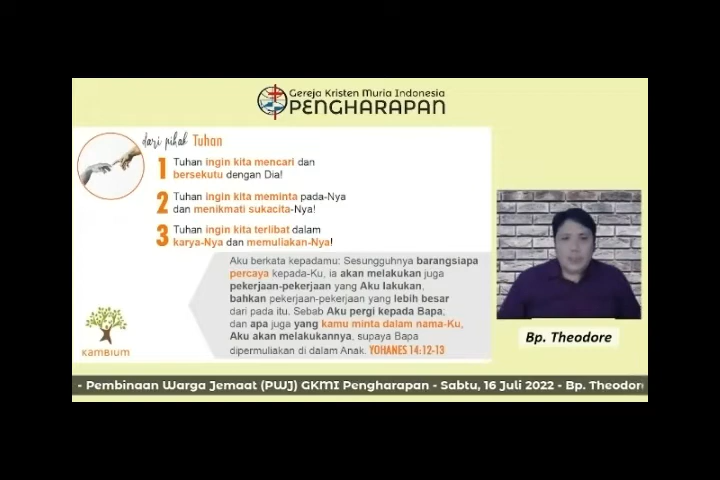 Gereja Kristen Muria Indonesia
PENGHARAPAN
dari pihak Tuhan
1 Tuhan ingin kita mencari dan
bersekutu dengan Dia!
2 Tuhan ingin kita meminta pada-Nya
dan menikmati sukacita-Nya!
3 Tuhan ingin kita terlibat dalam
karya-Nya dan memuliakan-Nya!
Aku berkata kepadamu: Sesungguhnya barangsiapa
percaya kepada-Ku, ia akan melakukan juga
pekerjaan-pekerjaan yang Aku lakukan,
bahkan pekerjaan-pekerjaan yang lebih besar
dari pada itu. Sebab Aku pergi kepada Bapa;
dan apa juga yang kamu minta dalam nama-Ku,
Aku akan melakukannya, supaya Bapa
dipermuliakan di dalam Anak. YOHANES 14:12-13
KAMBIUM
Bp. Theodore
- Pembinaan Warga Jemaat (PWJ) GKMI Pengharapan - Sabtu, 16 Juli 2022 - Bp. Theodor